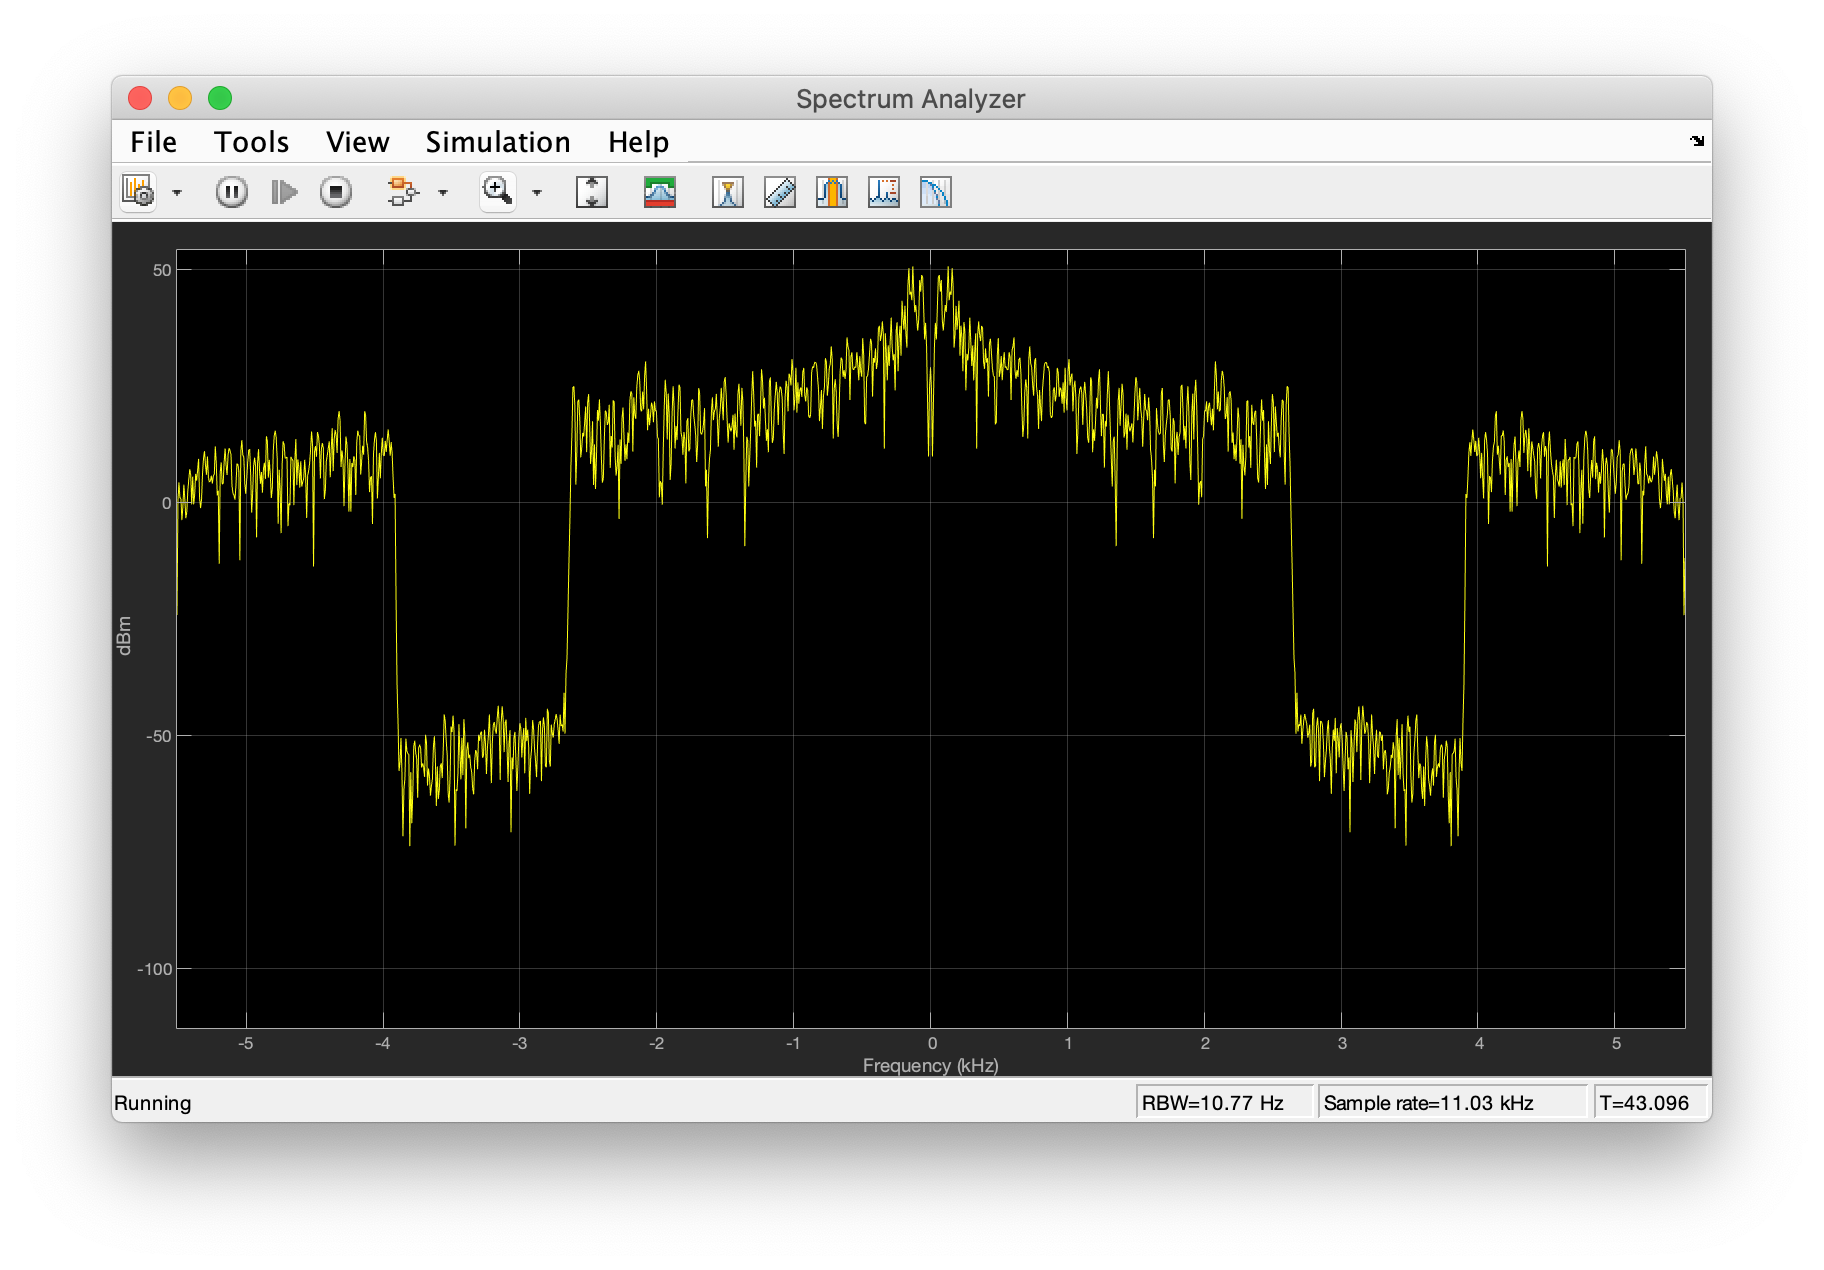 Spectrum Analyzer
File Tools View Simulation Help
50
0
-50
-100
dBm
-5 -4 -3 -2 -1 0 1 2 3 4 5
Frequency (kHz)
Running RBW=10.77 Hz Sample rate=11.03 kHz T=43.096